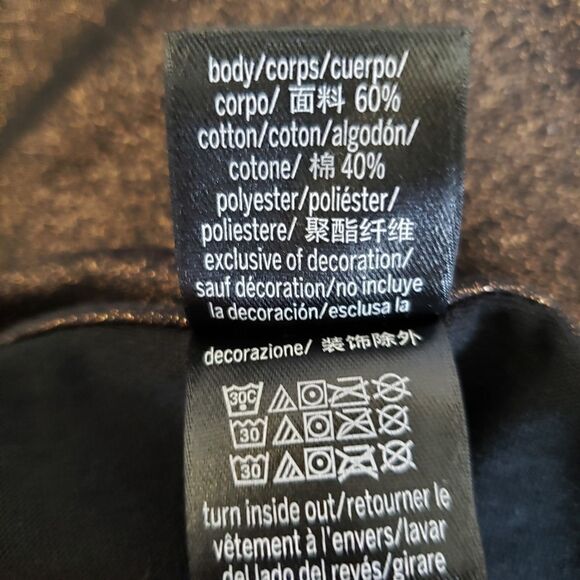 body/corps/cuerpo/
corpo/ 面料 60%
cotton/coton/algodón/
cotone/ 棉 40%
polyester/poliéster/
poliestere/ 聚酯纤维
exclusive of decoration/
sauf décoration/no incluye
la decoración/esclusa la
decorazione/ 装饰除外
30C
30
30
turn inside out/retourner le
vêtement à l'envers/lavar
del lado del revés/girare